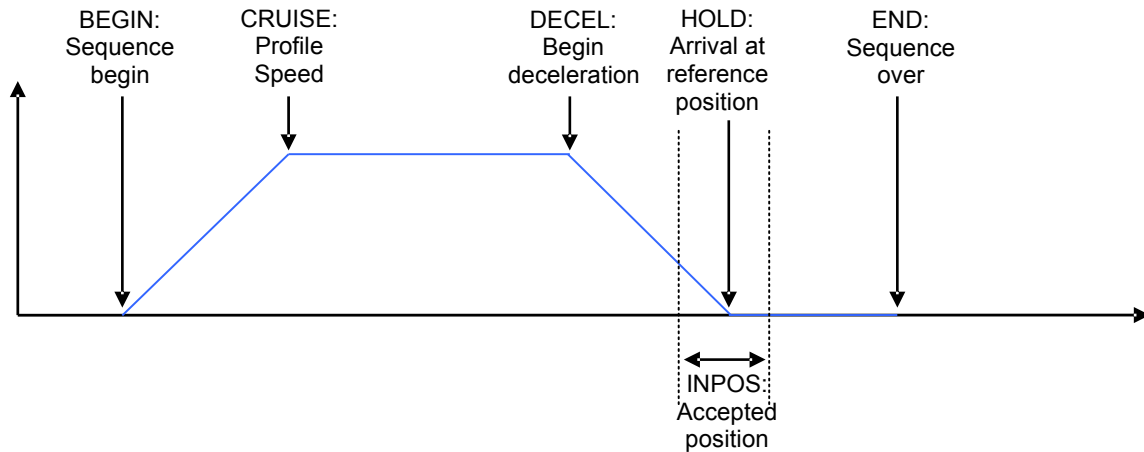 BEGIN:
Sequence
begin
CRUISE:
Profile
Speed
DECEL:
Begin
deceleration
HOLD:
Arrival at
reference
position
END:
Sequence
over
INPOS:
Accepted
position